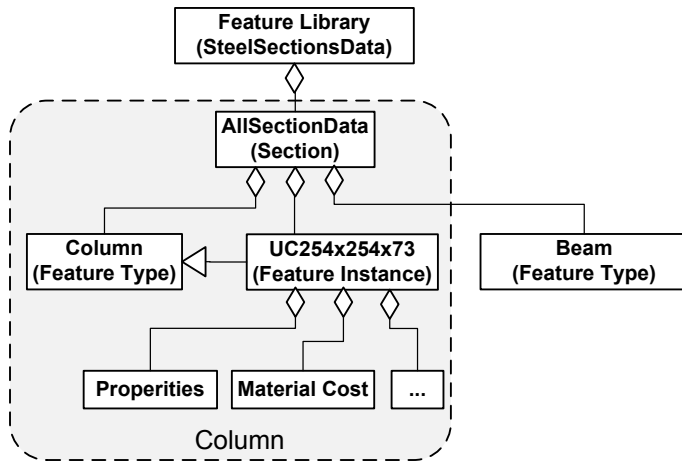 Feature Library
(SteelSectionsData)
AllSectionData
(Section)
Column
(Feature Type)
UC254x254x73
(Feature Instance)
Beam
(Feature Type)
Properities
Material Cost
...
Column